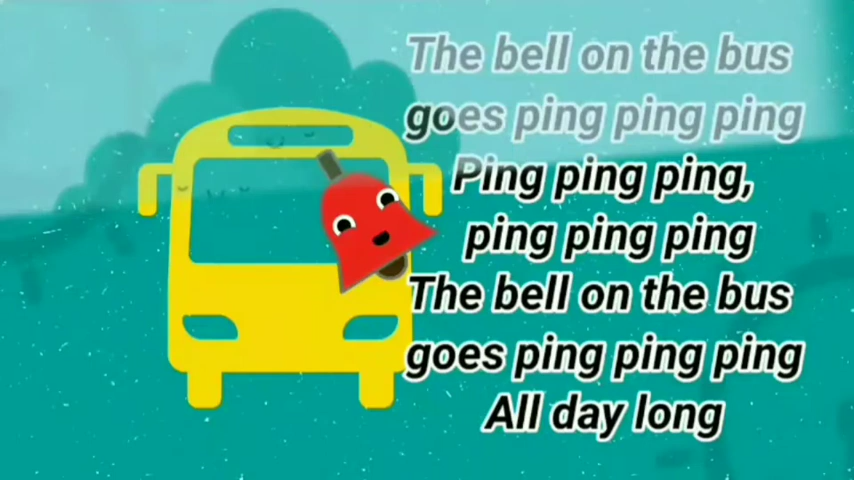 The bell on the bus
goes ping ping ping
Ping ping ping,
ping ping ping
The bell on the bus
goes ping ping ping
All day long